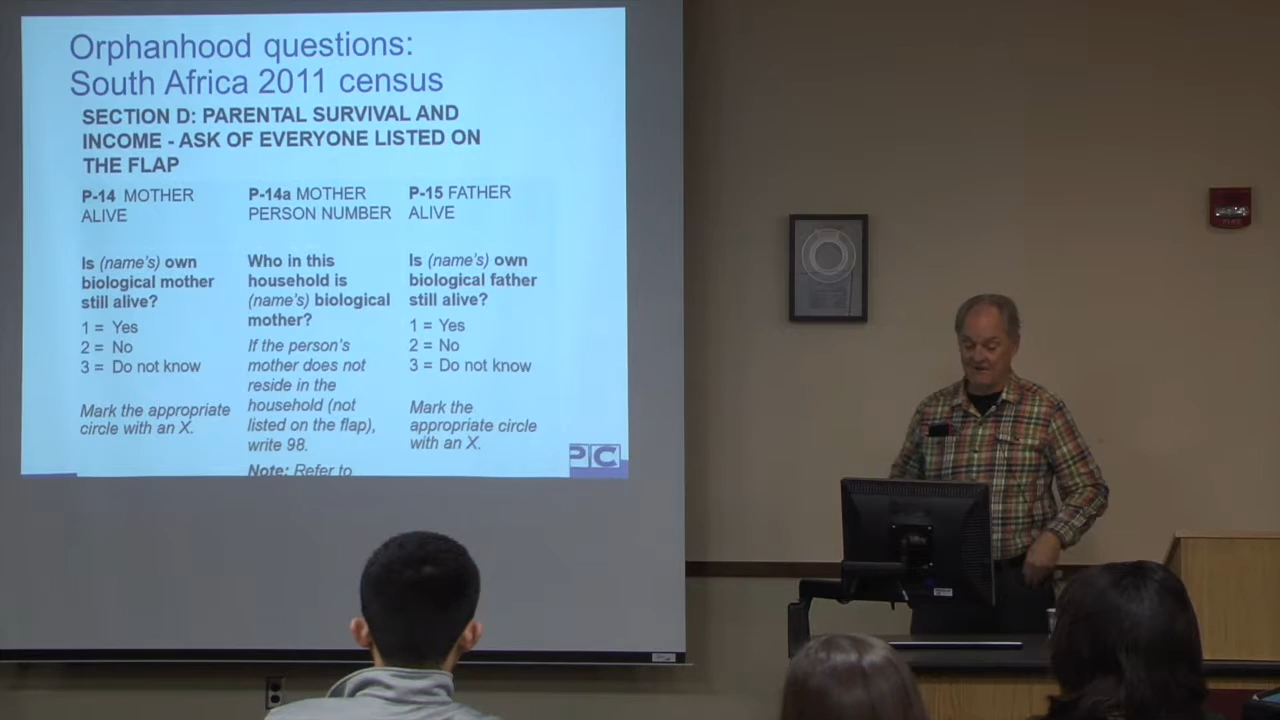 Orphanhood questions:
South Africa 2011 census
SECTION D: PARENTAL SURVIVAL AND
INCOME - ASK OF EVERYONE LISTED ON
THE FLAP
P-14 MOTHER
ALIVE
Is (name's) own
biological mother
still alive?
1 = Yes
2 = No
3 = Do not know
Mark the appropriate
circle with an X.
P-14a MOTHER
PERSON NUMBER
Who in this
household is
(name's) biological
mother?
If the person's
mother does not
reside in the
household (not
listed on the flap),
write 98.
Note: Refer to
P-15 FATHER
ALIVE
Is (name's) own
biological father
still alive?
1 = Yes
2 = No
3 = Do not know
Mark the
appropriate circle
with an X.
PC
FIRE